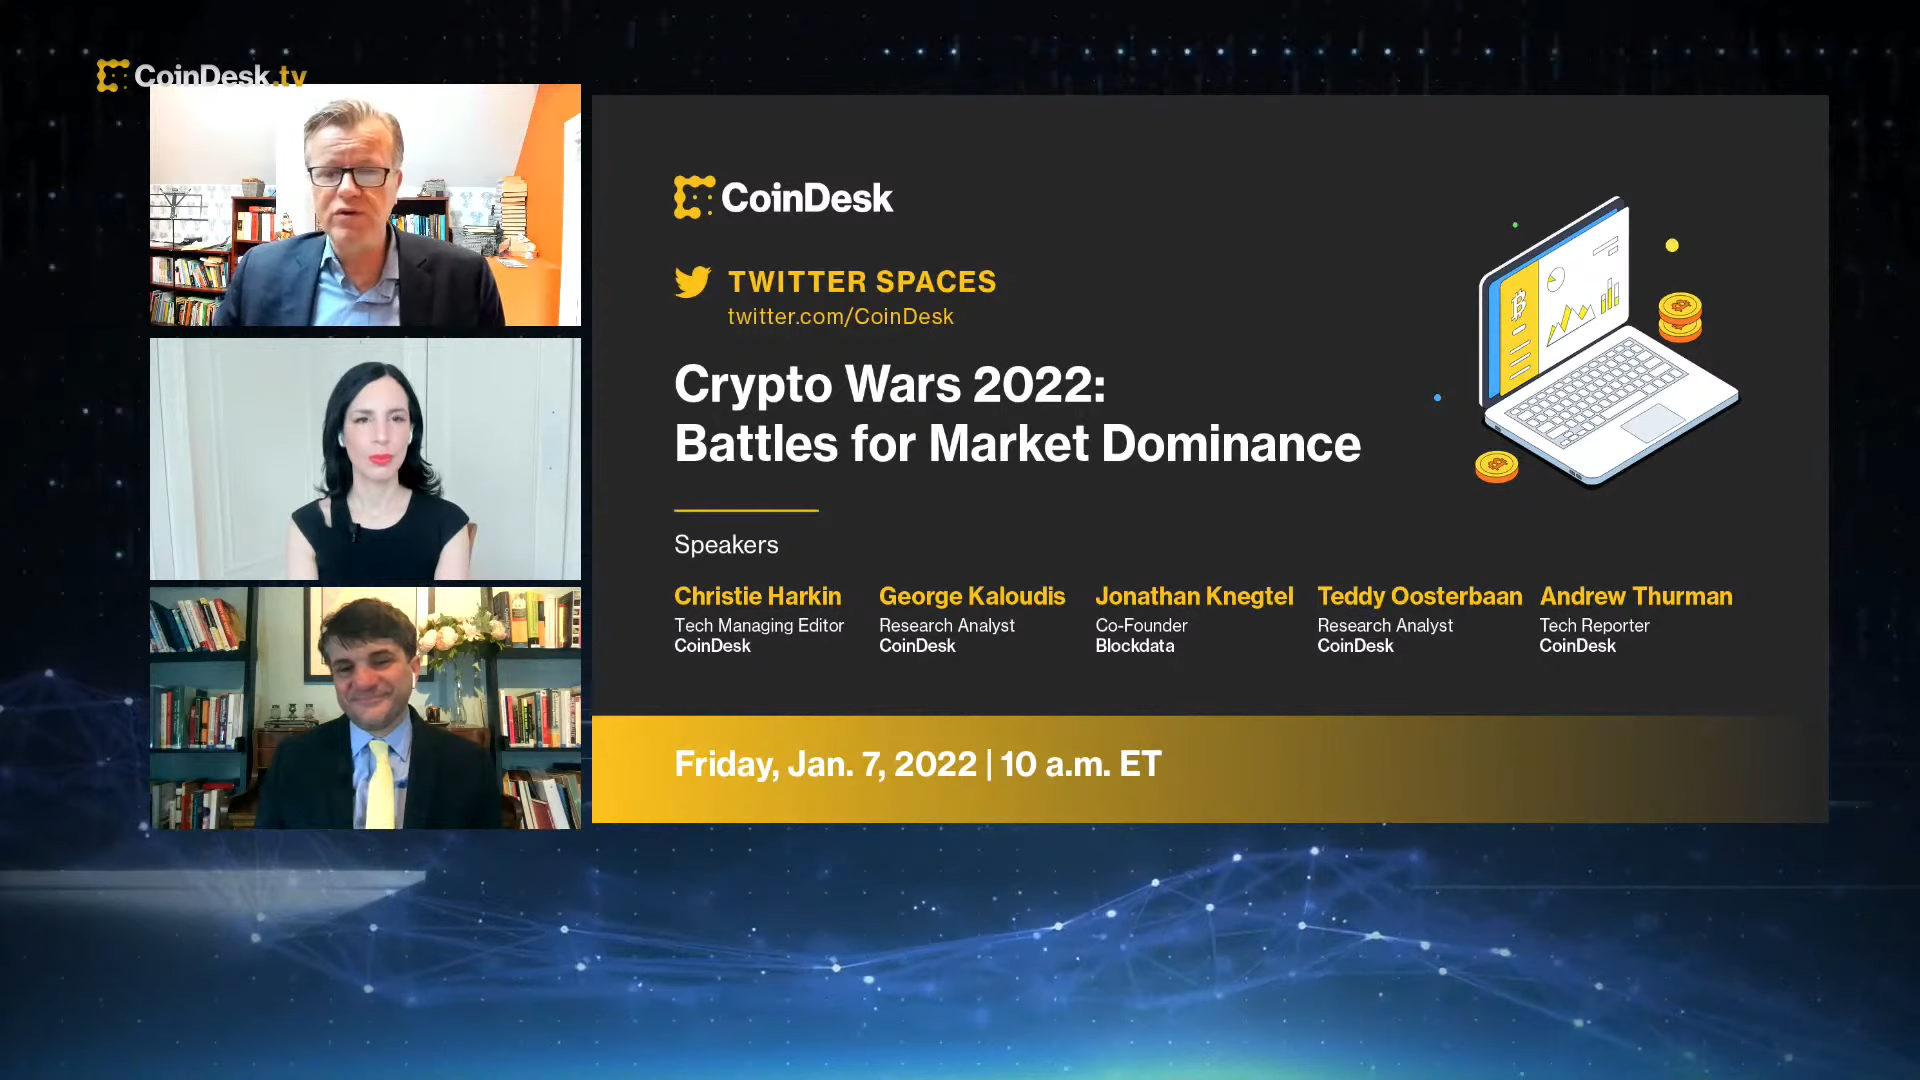 CoinDesk.tv
CoinDesk
TWITTER SPACES
twitter.com/CoinDesk
Crypto Wars 2022:
Battles for Market Dominance
Speakers
Christie Harkin
Tech Managing Editor
CoinDesk
George Kaloudis
Research Analyst
CoinDesk
Jonathan Knegtel
Co-Founder
Blockdata
Teddy Oosterbaan
Research Analyst
CoinDesk
Andrew Thurman
Tech Reporter
CoinDesk
Friday, Jan. 7, 2022 | 10 a.m. ET